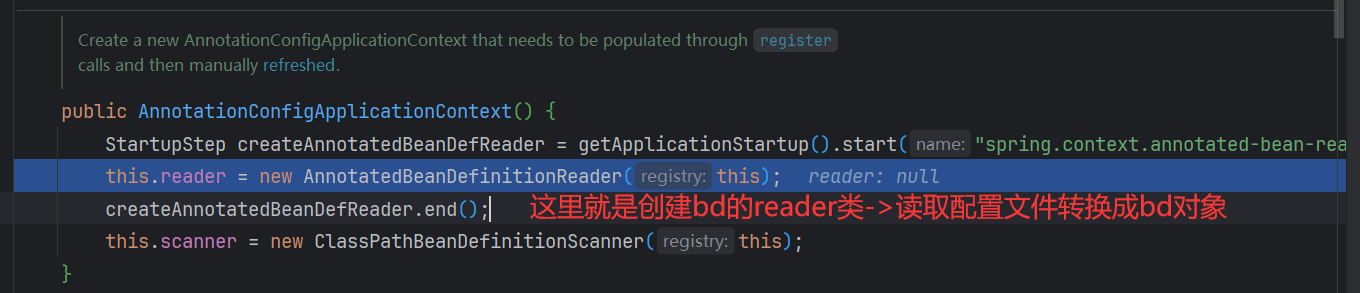 Create a new AnnotationConfigApplicationContext that needs to be populated through register
calls and then manually refreshed.
public AnnotationConfigApplicationContext() {
StartupStep createAnnotatedBeanDefReader = getApplicationStartup().start( name: "spring.context.annotated-bean-rea
this.reader = new AnnotatedBeanDefinitionReader( registry: this); reader: null
createAnnotatedBeanDefReader.end(); 这里就是创建bd的reader类->读取配置文件转换成bd对象
this.scanner = new ClassPathBeanDefinitionScanner( registry: this);
}